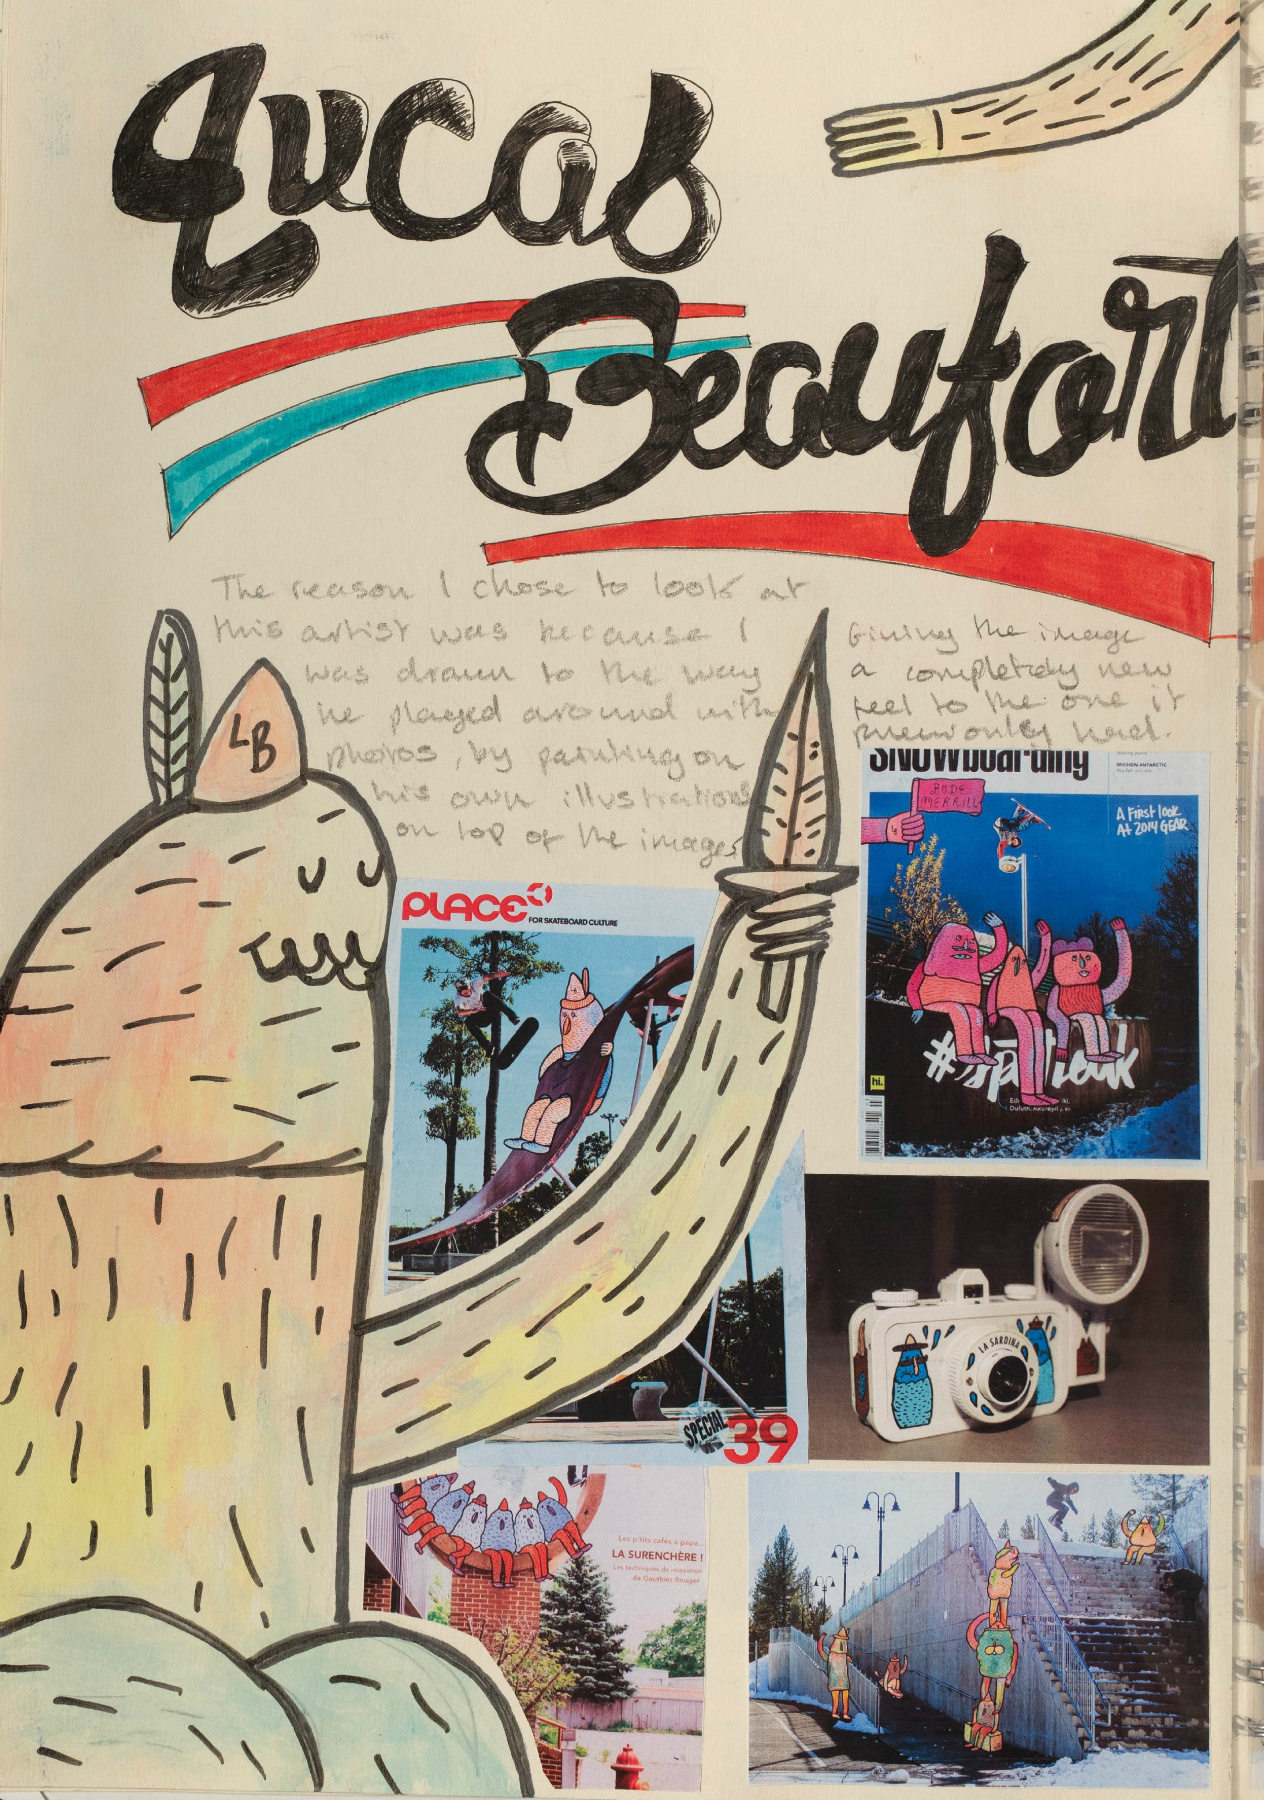 Lucas
Beaufort
The reason I chose to look at
this artist was because I
was drawn to the way
he played around with
photos, by painting on
his own illustrations
on top of the images,
Giving the image
a completely new
feel to the one it
previously had.
LB
PLACE
FOR SKATEBOARD CULTURE
SPECIAL
39
SNOWboarding
MISSION ANTARCTIC
BODE
MERRILL
A First look
At 2014 GEAR
hi.
LA SARDINA
Les p'tits cafés à papa...
LA SURENCHÈRE !
Les techniques de relaxation
de Gauthier Rouger